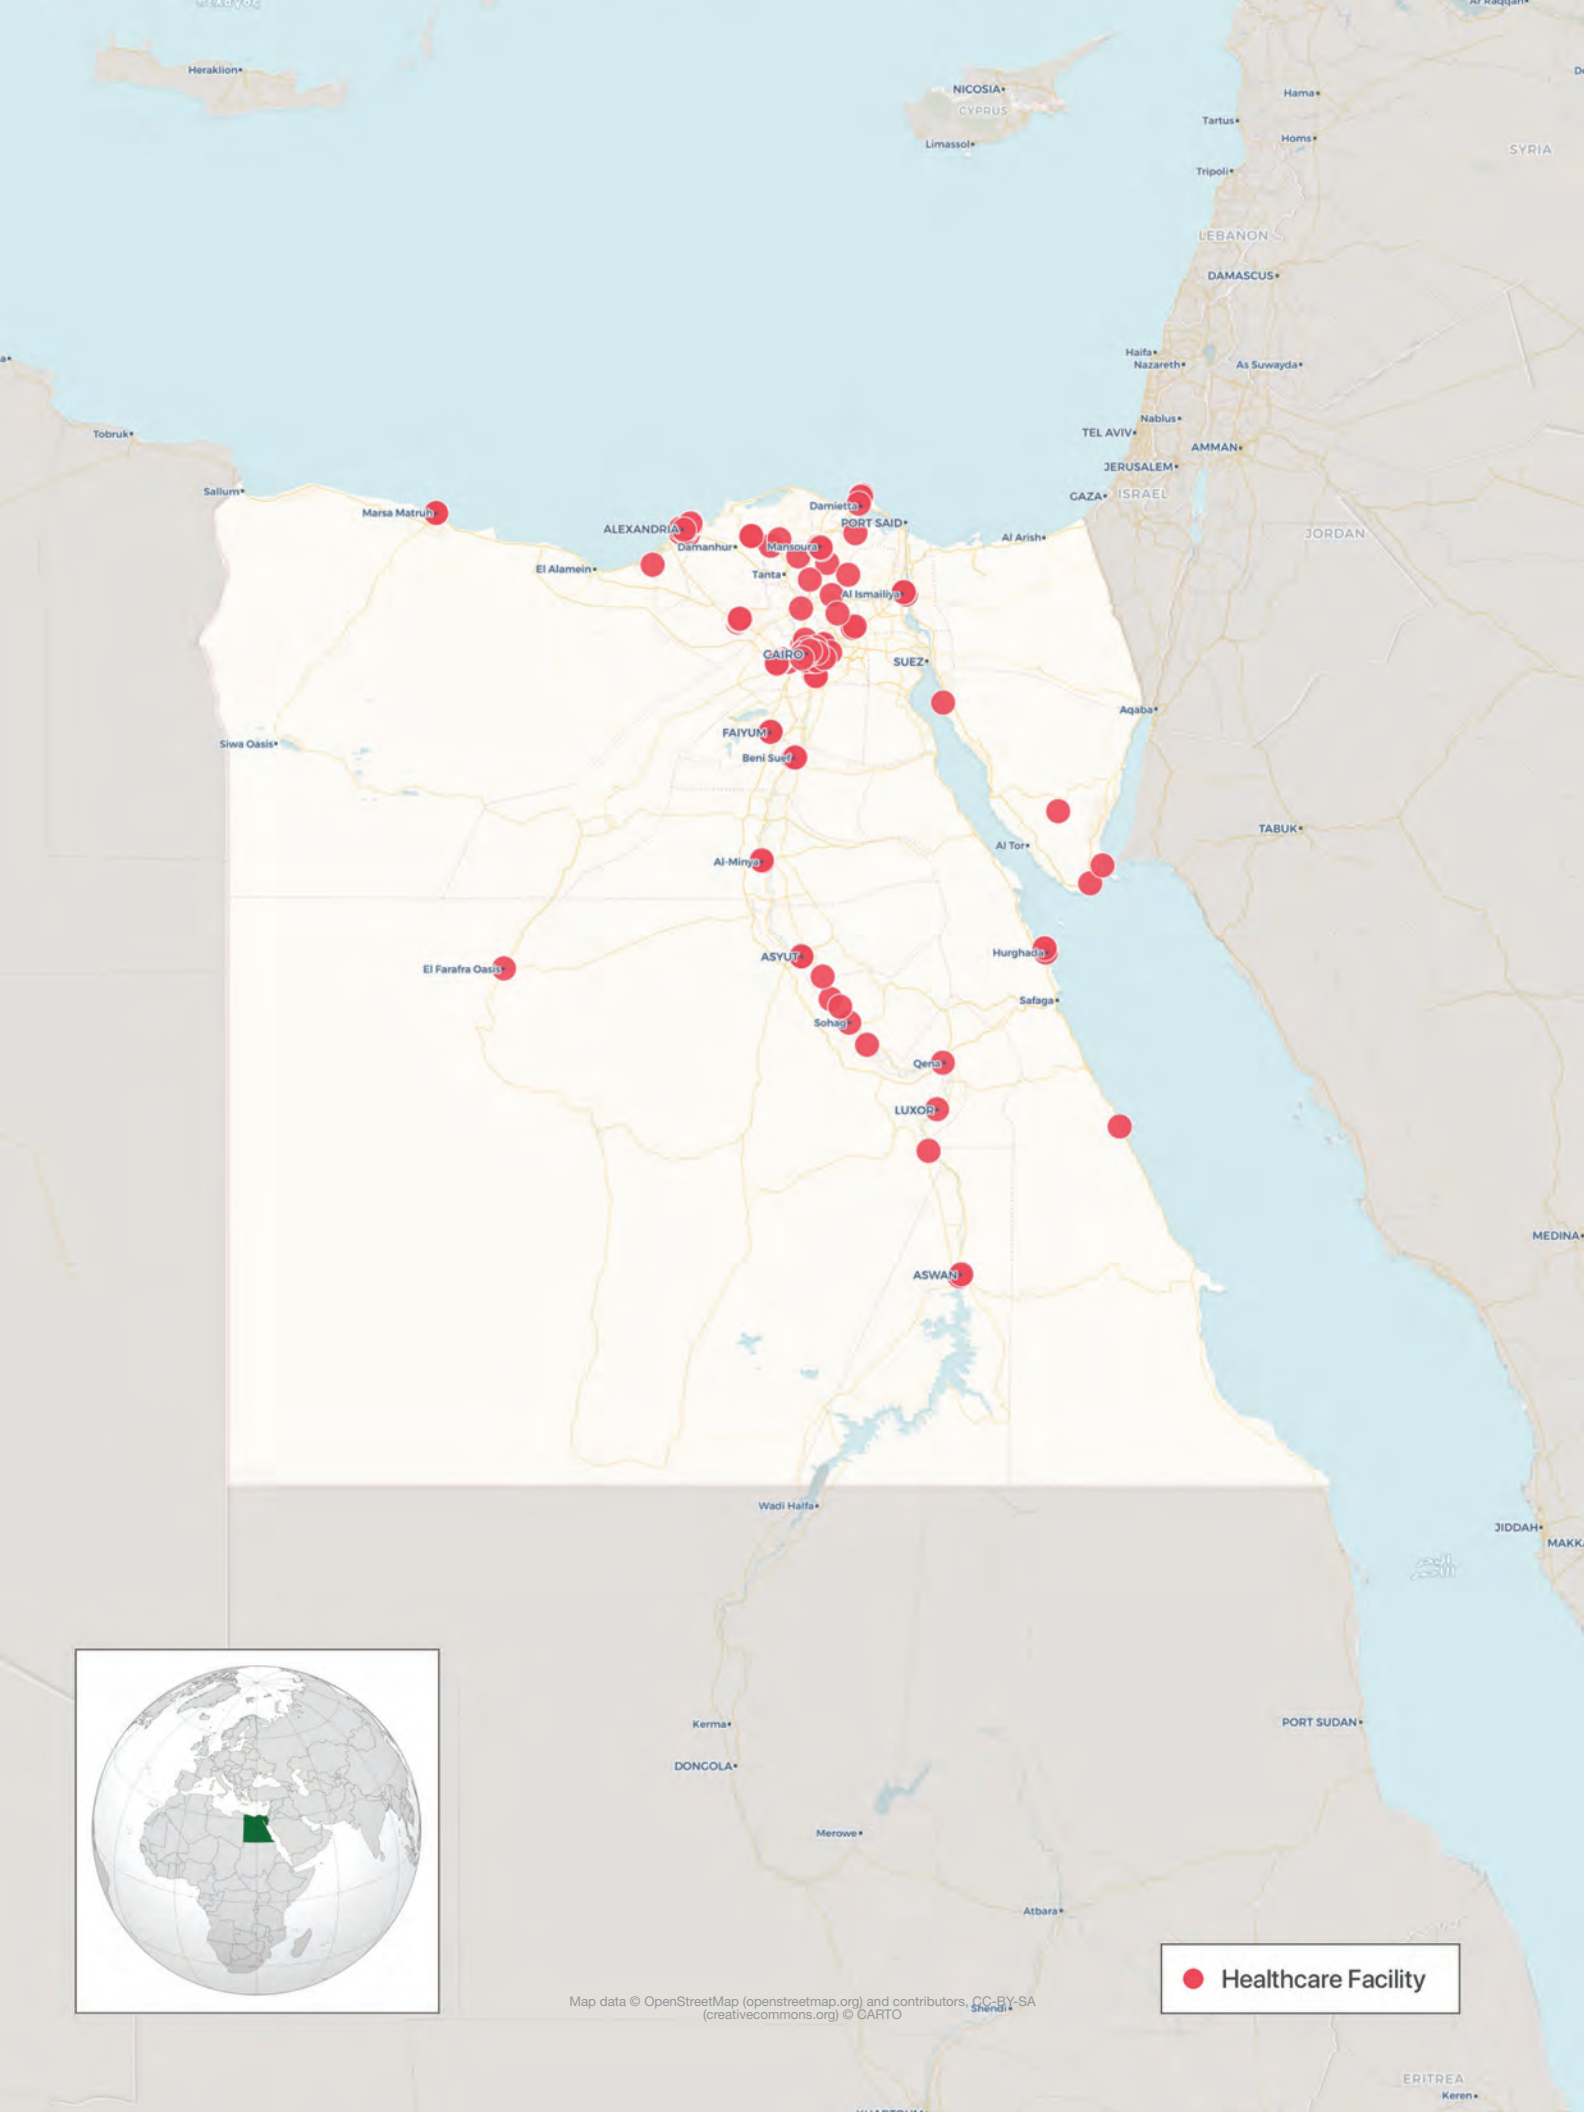 Ar Raqqah
Heraklion
NICOSIA
CYPRUS
Limassol
Hama
Tartus
Homs
SYRIA
Tripoli
LEBANON
DAMASCUS
Haifa
Nazareth
As Suwayda
Nablus
TEL AVIV
AMMAN
JERUSALEM
GAZA
ISRAEL
JORDAN
Tobruk
Sallum
Marsa Matruh
ALEXANDRIA
Damanhur
El Alamein
Damietta
PORT SAID
Mansoura
Tanta
Al Ismailiya
Al Arish
CAIRO
SUEZ
Aqaba
Siwa Oasis
FAIYUM
Beni Suef
TABUK
Al Tor
Al-Minya
ASYUT
El Farafra Oasis
Hurghada
Safaga
Sohag
Qena
LUXOR
MEDINA
ASWAN
Wadi Halfa
JIDDAH
MAKK
البحر
الأحمر
Kerma
DONGOLA
PORT SUDAN
Merowe
Atbara
Healthcare Facility
Map data © OpenStreetMap (openstreetmap.org) and contributors, CC-BY-SA
(creativecommons.org) © CARTO
Shendi
ERITREA
Keren